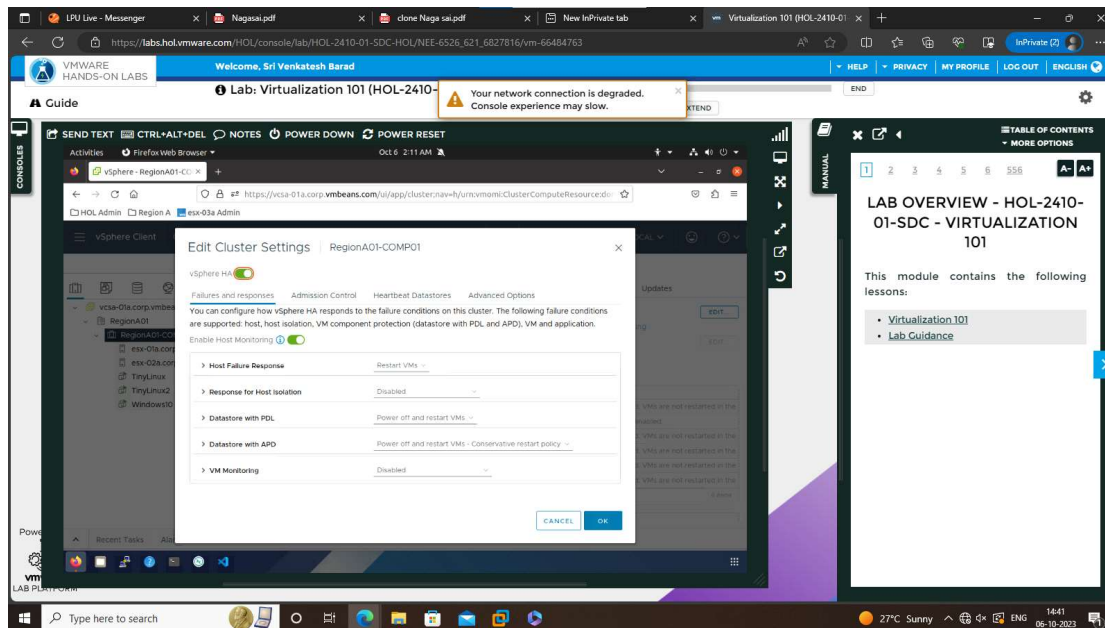 LPU Live - Messenger
Nagasai.pdf
clone Naga sai.pdf
New InPrivate tab
Virtualization 101 (HOL-2410-01-
https://labs.hol.vmware.com/HOL/console/lab/HOL-2410-01-SDC-HOL/NEE-6526_621_6827816/vm-66484763
InPrivate (2)
VMWARE
HANDS-ON LABS
Welcome, Sri Venkatesh Barad
HELP
PRIVACY
MY PROFILE
LOG OUT
ENGLISH
Guide
Lab: Virtualization 101 (HOL-2410-
Your network connection is degraded.
Console experience may slow.
XTEND
END
CONSOLES
SEND TEXT
CTRL+ALT+DEL
NOTES
POWER DOWN
POWER RESET
Activities
Firefox Web Browser
Oct 6 2:11 AM
vSphere - RegionA01-CO
https://vcsa-01a.corp.vmbeans.com/ui/app/cluster;nav=h/urn:vmomi:ClusterComputeResource:do
HOL Admin
Region A
esx-03a Admin
vSphere Client
Updates
vcsa-01a.corp.vmbea
RegionA01
RegionA01-CO
esx-01a.corp
esx-02a.cor
TinyLinux
TinyLinux2
Windows10
EDIT
Edit Cluster Settings
RegionA01-COMP01
vSphere HA
Failures and responses
Admission Control
Heartbeat Datastores
Advanced Options
You can configure how vSphere HA responds to the failure conditions on this cluster. The following failure conditions
are supported: host, host isolation, VM component protection (datastore with PDL and APD), VM and application.
Enable Host Monitoring
Host Failure Response
Restart VMs
Response for Host Isolation
Disabled
Datastore with PDL
Power off and restart VMs
Datastore with APD
Power off and restart VMs - Conservative restart policy
VM Monitoring
Disabled
CANCEL
OK
Recent Tasks
Ala
Powe
vm
LAB PLATFORM
MANUAL
TABLE OF CONTENTS
MORE OPTIONS
1 2 3 4 5 6 556
A- A+
LAB OVERVIEW - HOL-2410-
01-SDC - VIRTUALIZATION
101
This module contains the following
lessons:
Virtualization 101
Lab Guidance
Type here to search
27°C Sunny
ENG
14:41
06-10-2023